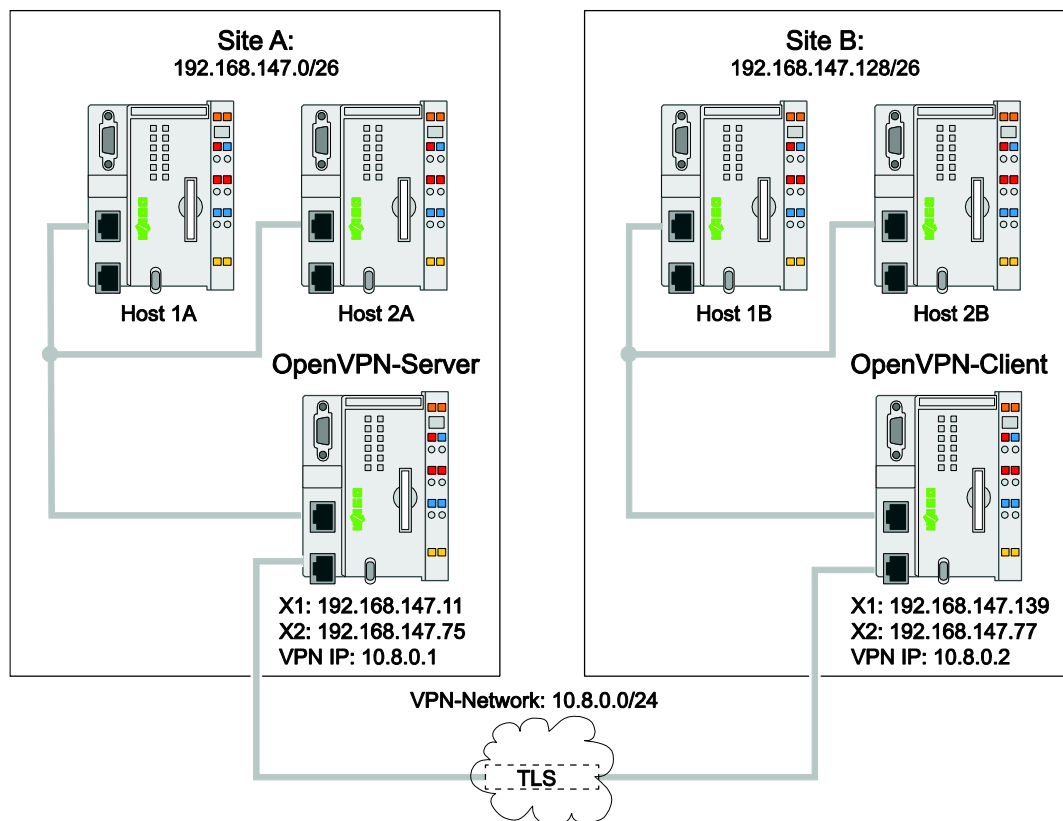 Site A:
192.168.147.0/26
Host 1A
Host 2A
OpenVPN-Server
X1: 192.168.147.11
X2: 192.168.147.75
VPN IP: 10.8.0.1
Site B:
192.168.147.128/26
Host 1B
Host 2B
OpenVPN-Client
X1: 192.168.147.139
X2: 192.168.147.77
VPN IP: 10.8.0.2
VPN-Network: 10.8.0.0/24
TLS